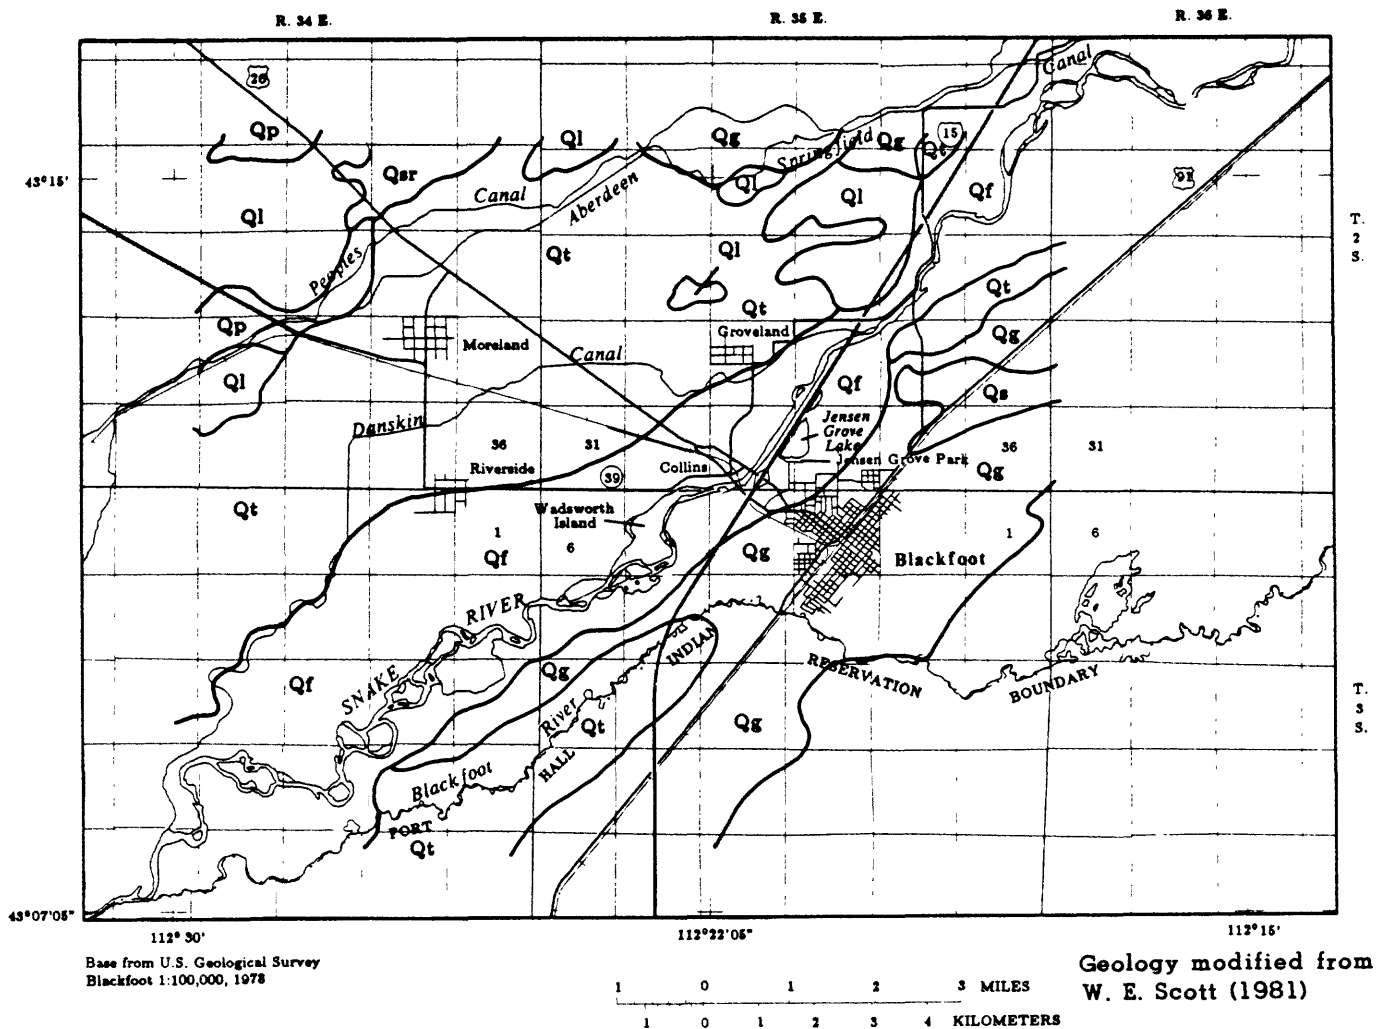 R. 34 E.
R. 35 E.
R. 36 E.
Canal
26
Qp
Ql
Qg
Qg
15
Springfield
Qt
43°15'
Qsr
Canal
Aberdeen
Ql
Ql
Qf
91
T.
2
S.
Ql
Qt
Ql
Peoples
Qt
Qt
Qp
Moreland
Groveland
Qg
Canal
Ql
Qf
Qs
Danskin
Jensen
Grove
Lake
36
31
36
31
Riverside
Collins
Jensen Grove Park
39
Qg
Qt
Wadsworth
Island
1
6
Qf
Qg
1
6
Blackfoot
RIVER
INDIAN
RESERVATION
BOUNDARY
SNAKE
Qf
Qg
T.
3
S.
River
Qt
Qg
HALL
Blackfoot
FORT
Qt
43°07'05"
112°30'
112°22'05"
112°15'
Base from U.S. Geological Survey
Blackfoot 1:100,000, 1978
Geology modified from
W. E. Scott (1981)
1 0 1 2 3 MILES
1 0 1 2 3 4 KILOMETERS